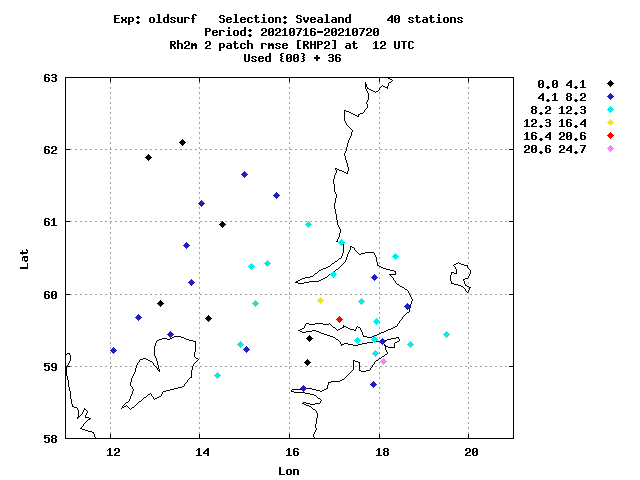 Exp: oldsurf   Selection: Svealand     40 stations
Period: 20210716-20210720
Rh2m 2 patch rmse [RHP2] at  12 UTC
Used {00} + 36
63
62
61
60
59
58
Lat
12
14
16
18
20
Lon
0.0 4.1
4.1 8.2
8.2 12.3
12.3 16.4
16.4 20.6
20.6 24.7